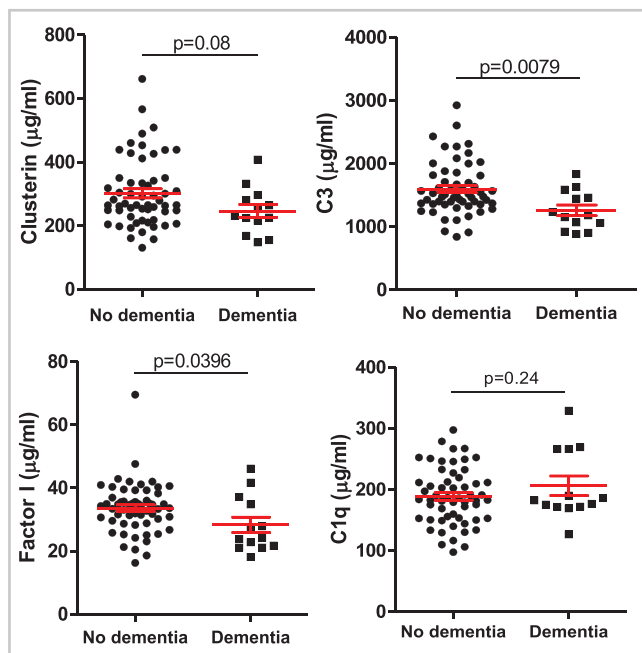 Clusterin (µg/ml)
800
600
400
200
0
p=0.08
No dementia
Dementia
C3 (µg/ml)
4000
3000
2000
1000
0
p=0.0079
No dementia
Dementia
Factor I (µg/ml)
80
60
40
20
0
p=0.0396
No dementia
Dementia
C1q (µg/ml)
400
300
200
100
0
p=0.24
No dementia
Dementia